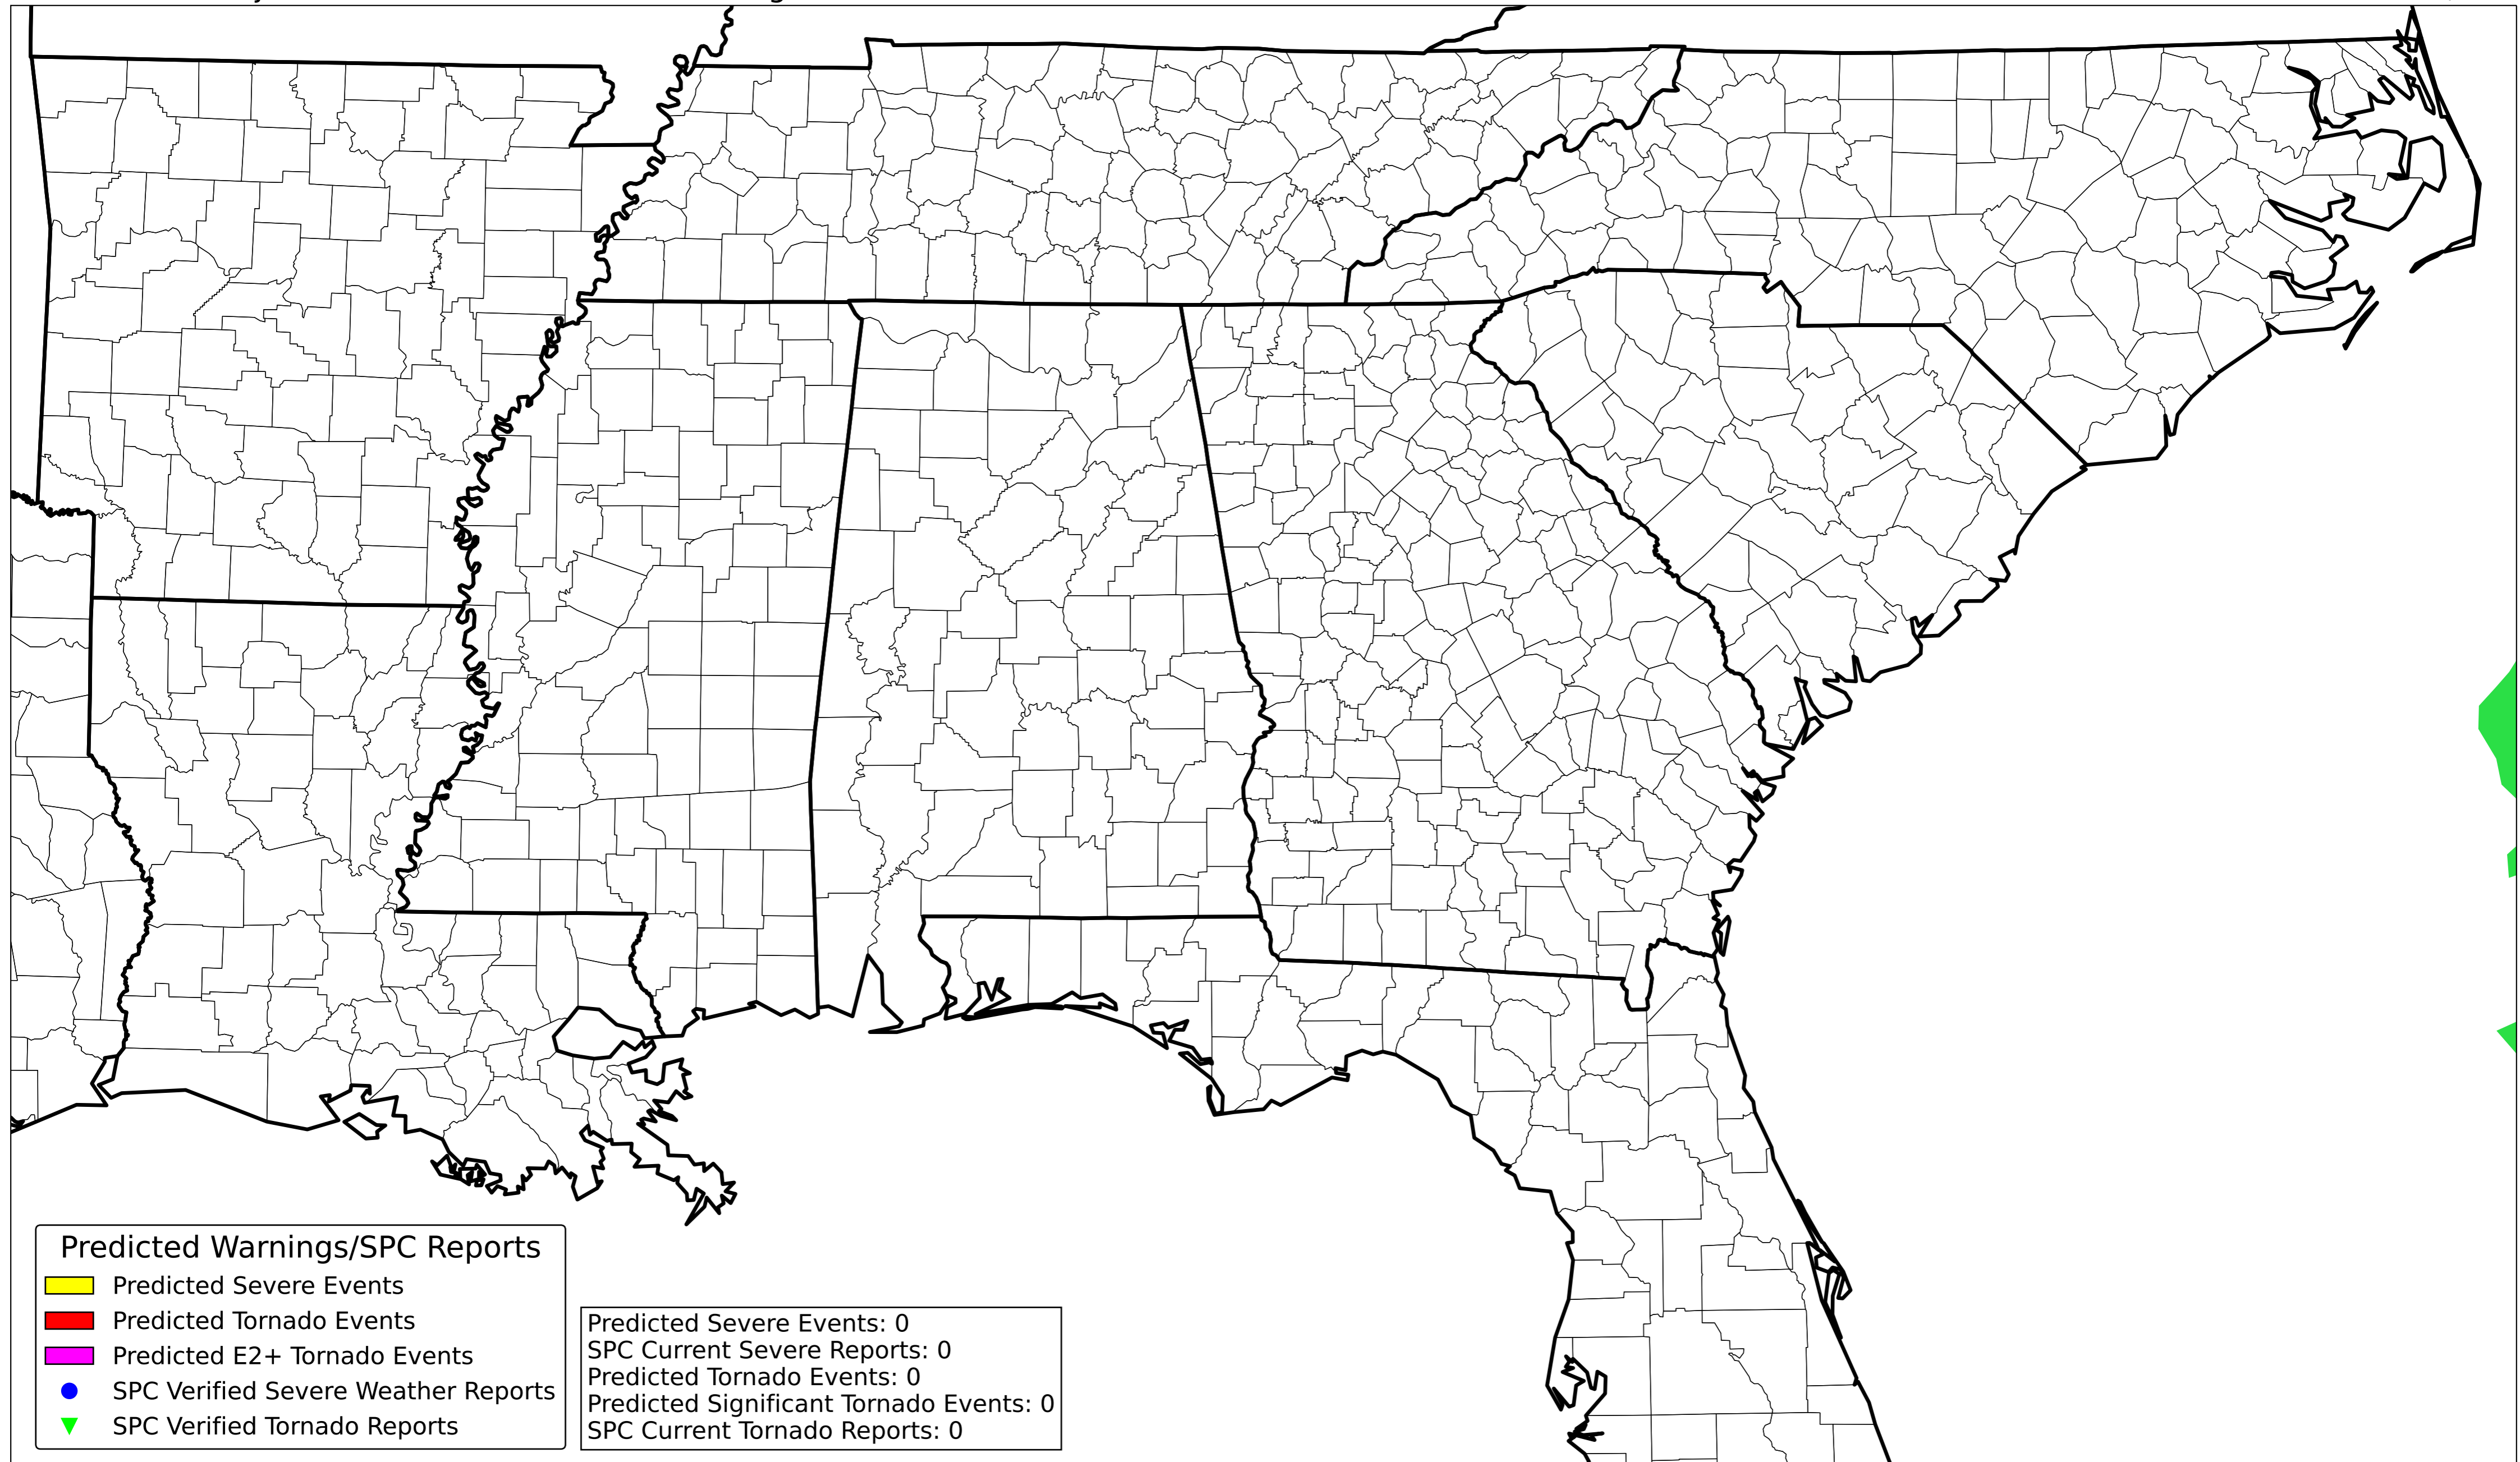 Predicted Warnings/SPC Reports
Predicted Severe Events
Predicted Tornado Events
Predicted E2+ Tornado Events
SPC Verified Severe Weather Reports
SPC Verified Tornado Reports
Predicted Severe Events: 0
SPC Current Severe Reports: 0
Predicted Tornado Events: 0
Predicted Significant Tornado Events: 0
SPC Current Tornado Reports: 0